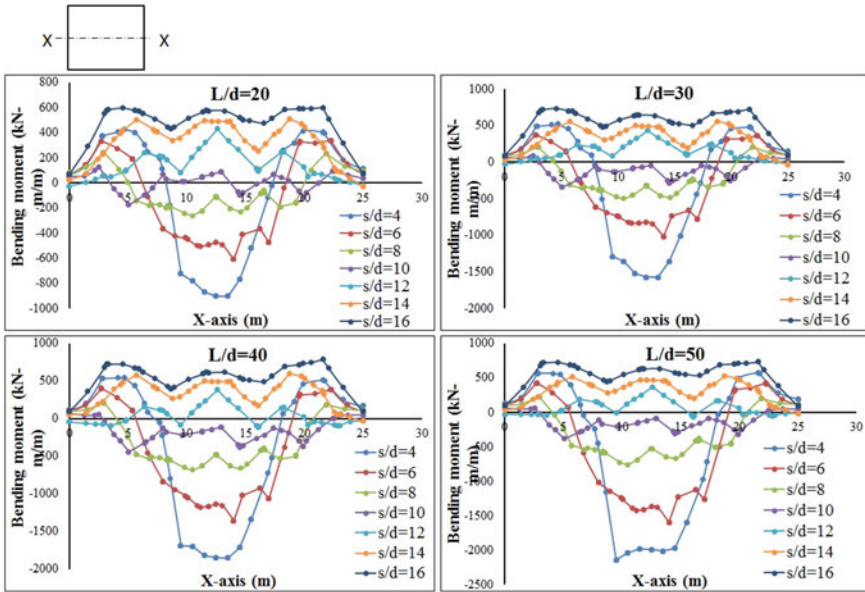 X X
L/d=20
Bending moment (kN-m/m)
800
600
400
200
0
-200
-400
-600
-800
-1000
0 5 10 15 20 25 30
X-axis (m)
s/d=4
s/d=6
s/d=8
s/d=10
s/d=12
s/d=14
s/d=16
L/d=30
Bending moment (kN-m/m)
1000
500
0
-500
-1000
-1500
-2000
0 5 10 15 20 25 30
X-axis (m)
s/d=4
s/d=6
s/d=8
s/d=10
s/d=12
s/d=14
s/d=16
L/d=40
Bending moment (kN-m/m)
1000
500
0
-500
-1000
-1500
-2000
0 5 10 15 20 25 30
X-axis (m)
s/d=4
s/d=6
s/d=8
s/d=10
s/d=12
s/d=14
s/d=16
L/d=50
Bending moment (kN-m/m)
1000
500
0
-500
-1000
-1500
-2000
-2500
0 5 10 15 20 25 30
X-axis (m)
s/d=4
s/d=6
s/d=8
s/d=10
s/d=12
s/d=14
s/d=16